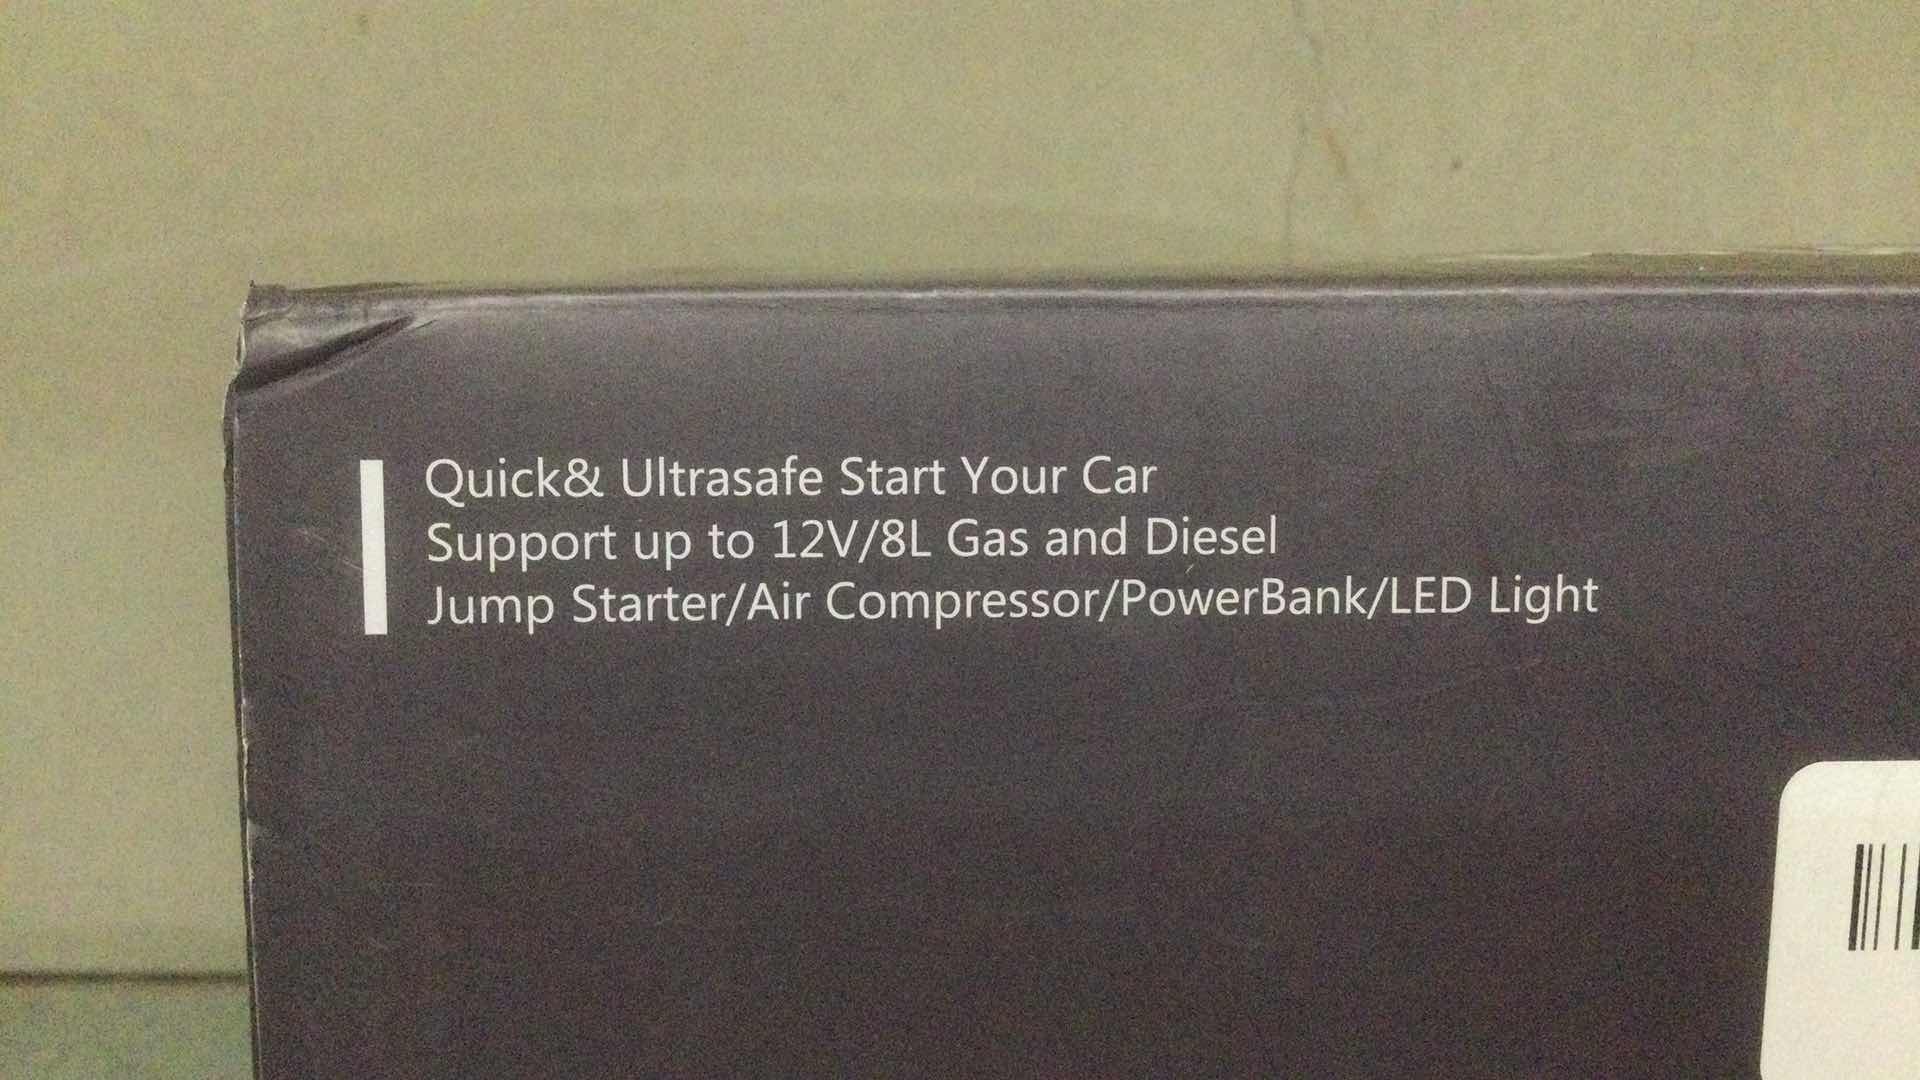 Quick& Ultrasafe Start Your Car
Support up to 12V/8L Gas and Diesel
Jump Starter/Air Compressor/PowerBank/LED Light